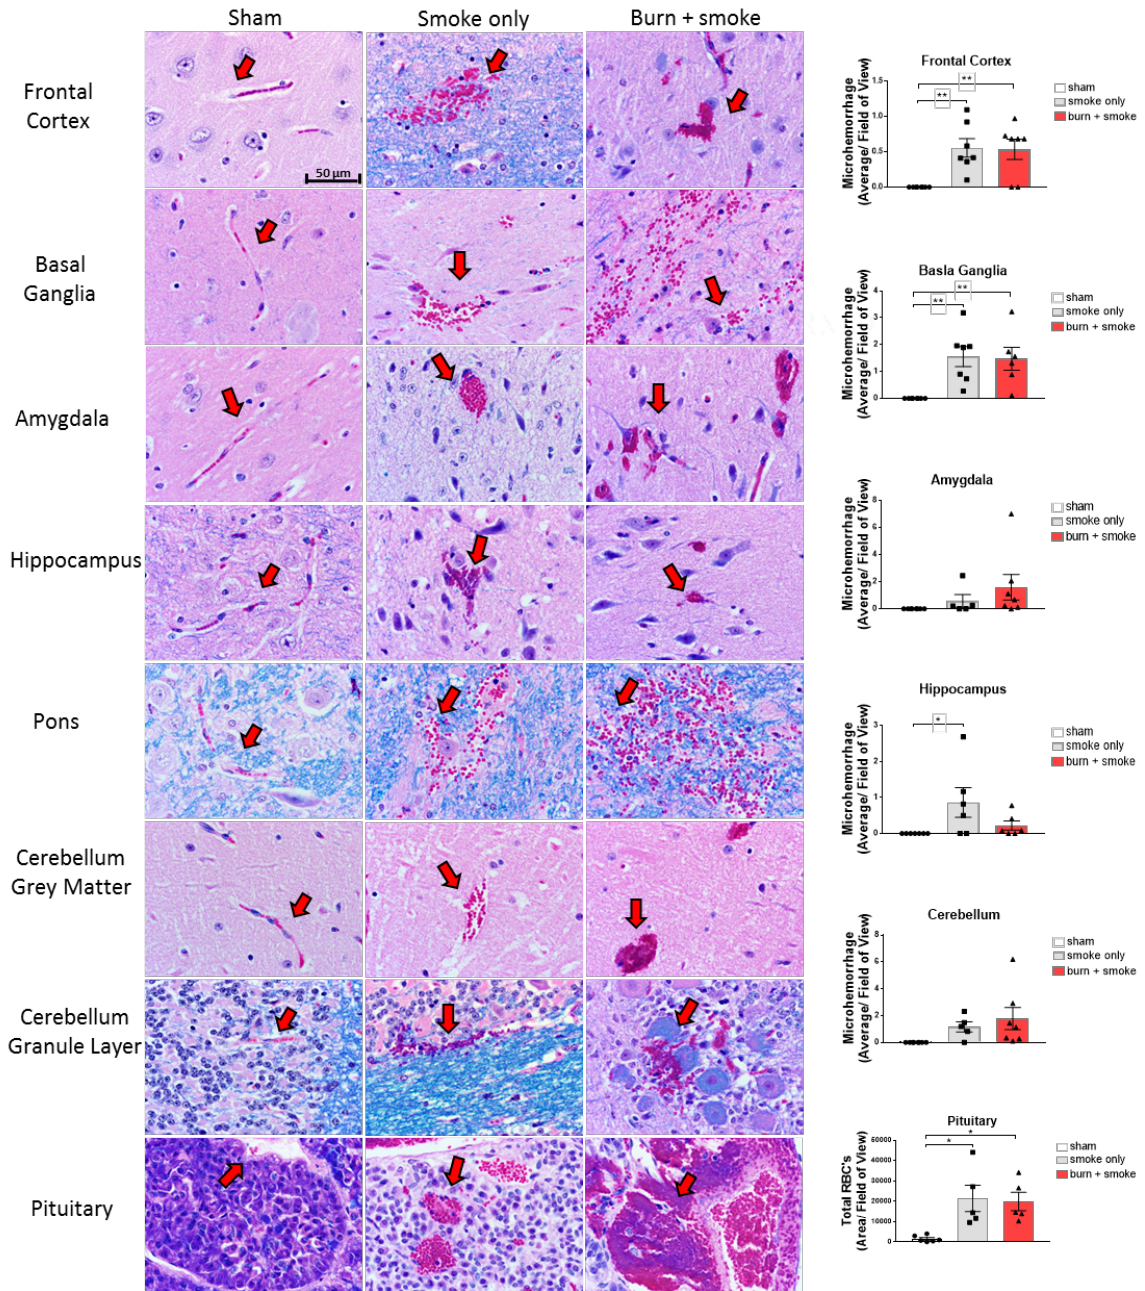 Sham
Smoke only
Burn + smoke
Frontal
Cortex
50 µm
Basal
Ganglia
Amygdala
Hippocampus
Pons
Cerebellum
Grey Matter
Cerebellum
Granule Layer
Pituitary
Frontal Cortex
Microhemorrhage
(Average/ Field of View)
1.5
1.0
0.5
0.0
**
**
sham
smoke only
burn + smoke
Basla Ganglia
Microhemorrhage
(Average/ Field of View)
4
3
2
1
0
**
**
sham
smoke only
burn + smoke
Amygdala
Microhemorrhage
(Average/ Field of View)
8
6
4
2
0
sham
smoke only
burn + smoke
Hippocampus
Microhemorrhage
(Average/ Field of View)
3
2
1
0
*
sham
smoke only
burn + smoke
Cerebellum
Microhemorrhage
(Average/ Field of View)
8
6
4
2
0
sham
smoke only
burn + smoke
Pituitary
Total RBC's
(Area/ Field of View)
60000
50000
40000
30000
20000
10000
0
*
*
sham
smoke only
burn + smoke